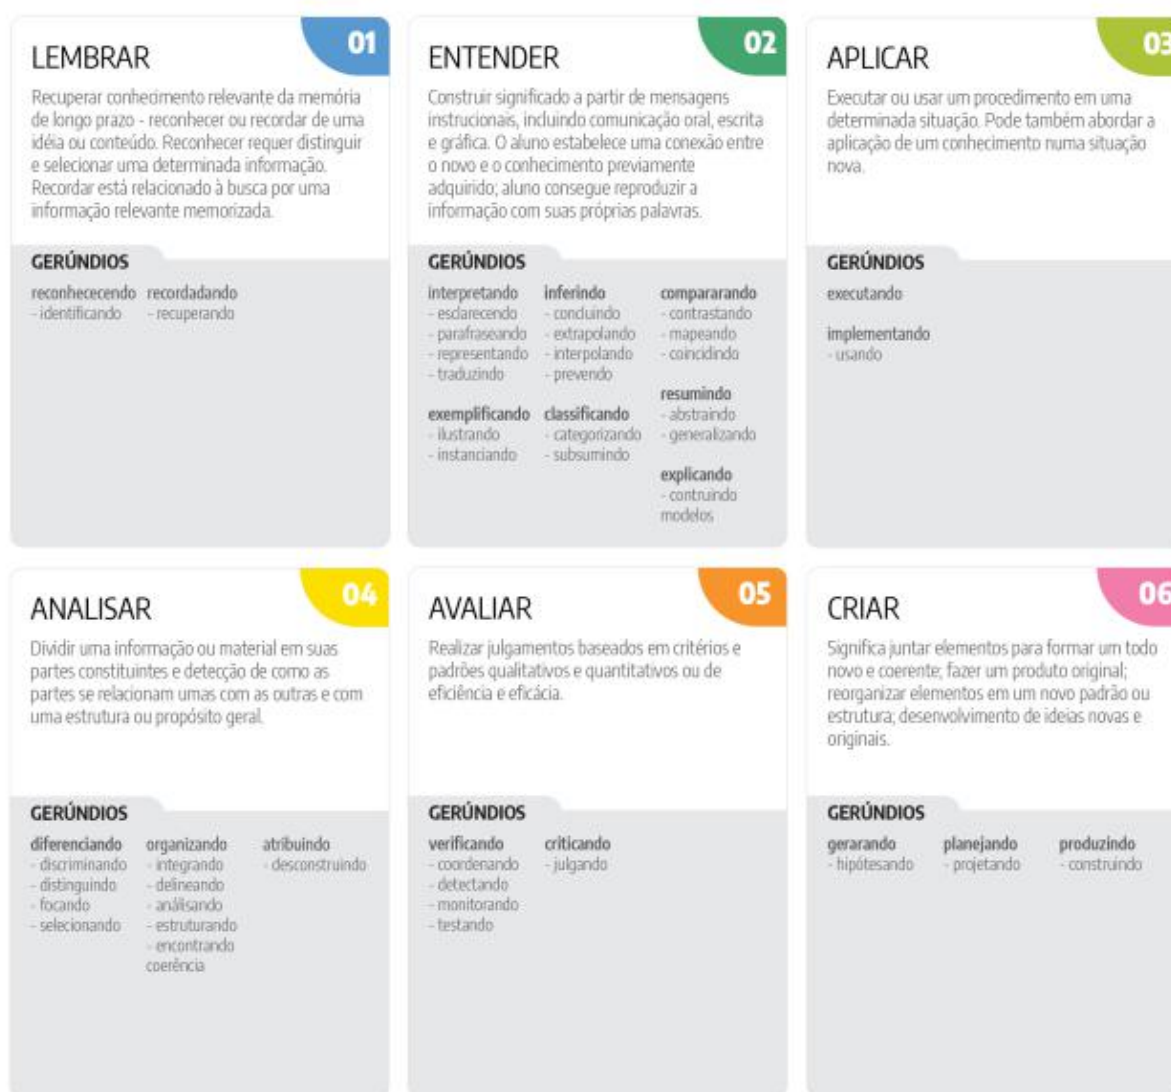 01
LEMBRAR
Recuperar conhecimento relevante da memória
de longo prazo - reconhecer ou recordar de uma
idéia ou conteúdo. Reconhecer requer distinguir
e selecionar uma determinada informação.
Recordar está relacionado à busca por uma
informação relevante memorizada.
GERÚNDIOS
reconhececendo
- identificando
recordadando
- recuperando
02
ENTENDER
Construir significado a partir de mensagens
instrucionais, incluindo comunicação oral, escrita
e gráfica. O aluno estabelece uma conexão entre
o novo e o conhecimento previamente
adquirido; aluno consegue reproduzir a
informação com suas próprias palavras.
GERÚNDIOS
interpretando
- esclarecendo
- parafraseando
- representando
- traduzindo
exemplificando
- ilustrando
- instanciando
inferindo
- concluindo
- extrapolando
- interpolando
- prevendo
classificando
- categorizando
- subsumindo
compararando
- contrastando
- mapeando
- coincidindo
resumindo
- abstraindo
- generalizando
explicando
- contruindo
modelos
03
APLICAR
Executar ou usar um procedimento em uma
determinada situação. Pode também abordar a
aplicação de um conhecimento numa situação
nova.
GERÚNDIOS
executando
implementando
- usando
04
ANALISAR
Dividir uma informação ou material em suas
partes constituintes e detecção de como as
partes se relacionam umas com as outras e com
uma estrutura ou propósito geral.
GERÚNDIOS
diferenciando
- discriminando
- distinguindo
- focando
- selecionando
organizando
- integrando
- delineando
- análisando
- estruturando
- encontrando
coerência
atribuindo
- desconstruindo
05
AVALIAR
Realizar julgamentos baseados em critérios e
padrões qualitativos e quantitativos ou de
eficiência e eficácia.
GERÚNDIOS
verificando
- coordenando
- detectando
- monitorando
- testando
criticando
- julgando
06
CRIAR
Significa juntar elementos para formar um todo
novo e coerente; fazer um produto original;
reorganizar elementos em um novo padrão ou
estrutura; desenvolvimento de ideias novas e
originais.
GERÚNDIOS
gerarando
- hipótesando
planejando
- projetando
produzindo
- construindo